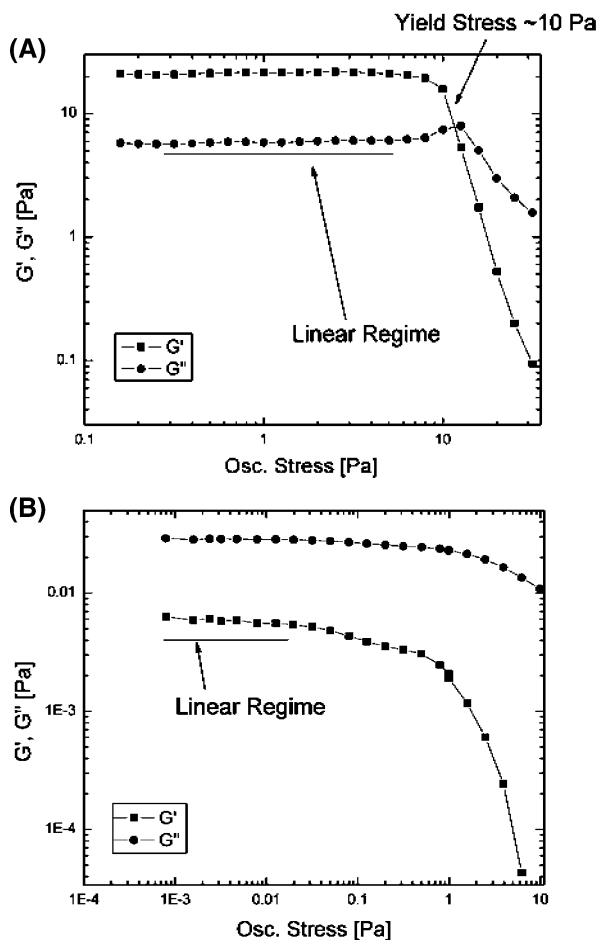 Yield Stress ~10 Pa
(A)
10
1
0.1
G', G" [Pa]
Linear Regime
G'
G"
0.1
1
10
Osc. Stress [Pa]
(B)
0.01
1E-3
1E-4
G', G" [Pa]
Linear Regime
G'
G"
1E-4
1E-3
0.01
0.1
1
10
Osc. Stress [Pa]